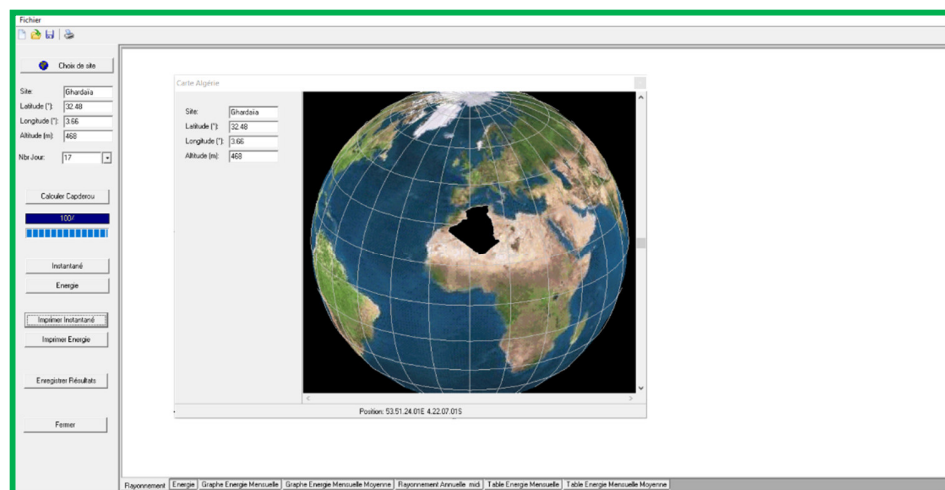 Fichier
Choix de site
Site: Ghardaïa
Latitude (°): 32.48
Longitude (°): 3.66
Altitude (m): 468
Nbr Jour: 17
Calculer Capderou
100%
Instantané
Energie
Imprimer Instantané
Imprimer Energie
Enregistrer Résultats
Fermer
Carte Algérie
Site: Ghardaïa
Latitude (°): 32.48
Longitude (°): 3.66
Altitude (m): 468
Position: 53.51.24.01E 4.22.07.01S
Rayonnement Energie Graphe Energie Mensuelle Graphe Energie Mensuelle Moyenne Rayonnement Annuelle midi Table Energie Mensuelle Table Energie Mensuelle Moyenne